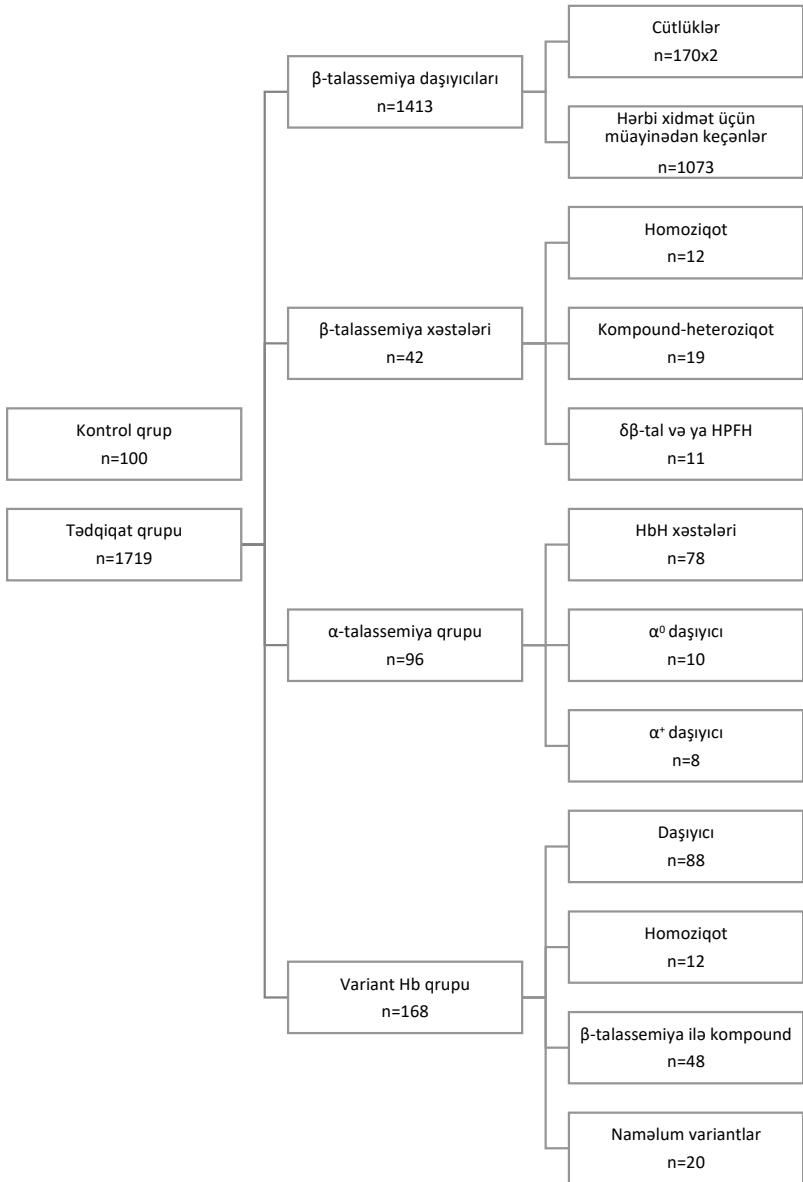 Kontrol qrup
n=100
Tədqiqat qrupu
n=1719
β-talassemiya daşıyıcıları
n=1413
Cütlüklər
n=170x2
Hərbi xidmət üçün
müayinədən keçənlər
n=1073
β-talassemiya xəstələri
n=42
Homoziqot
n=12
Kompound-heteroziqot
n=19
δβ-tal və ya HPFH
n=11
α-talassemiya qrupu
n=96
HbH xəstələri
n=78
α⁰ daşıyıcı
n=10
α⁺ daşıyıcı
n=8
Variant Hb qrupu
n=168
Daşıyıcı
n=88
Homoziqot
n=12
β-talassemiya ilə kompound
n=48
Naməlum variantlar
n=20